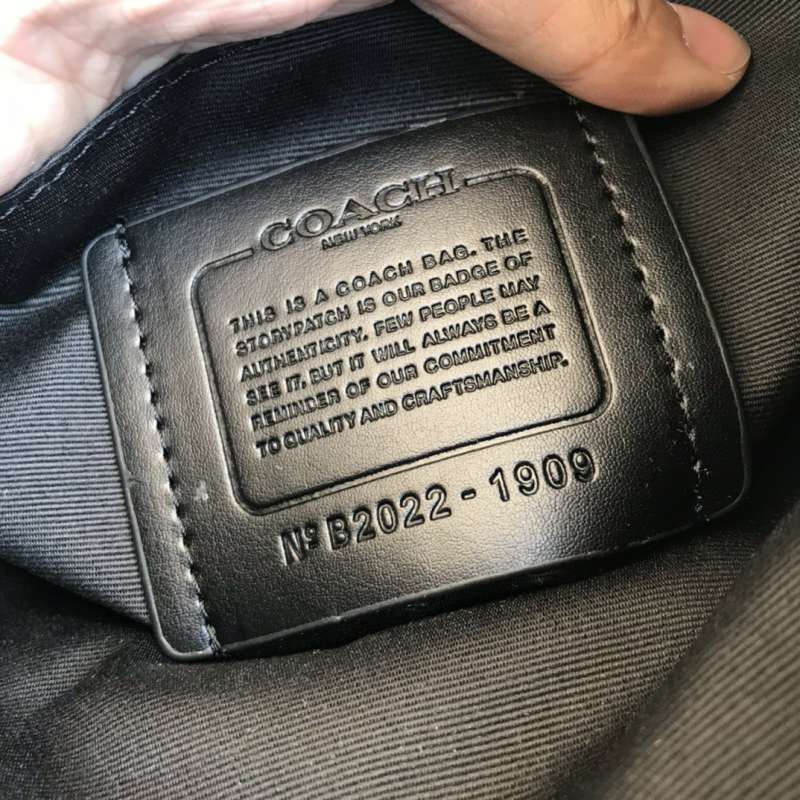 COACH
NEW YORK
THIS IS A COACH BAG. THE
STORYPATCH IS OUR BADGE OF
AUTHENTICITY. FEW PEOPLE MAY
SEE IT, BUT IT WILL ALWAYS BE A
REMINDER OF OUR COMMITMENT
TO QUALITY AND CRAFTSMANSHIP.
Nº B2022 - 1909